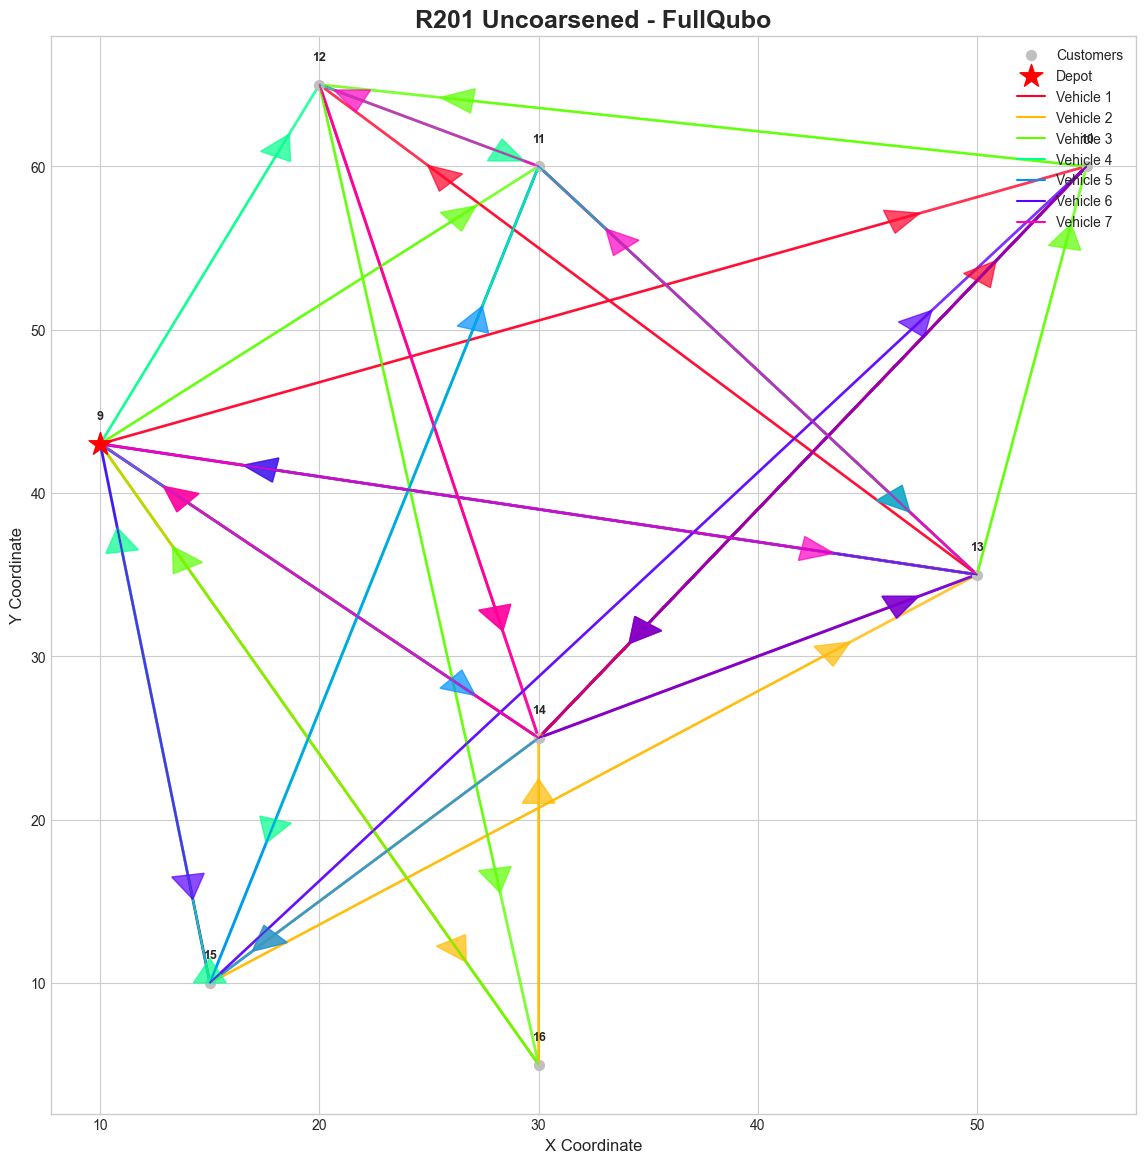 R201 Uncoarsened - FullQubo
Customers
Depot
Vehicle 1
Vehicle 2
Vehicle 3
Vehicle 4
Vehicle 5
Vehicle 6
Vehicle 7
12
11
10
9
13
14
15
16
60
50
40
30
20
10
Y Coordinate
10
20
30
40
50
X Coordinate